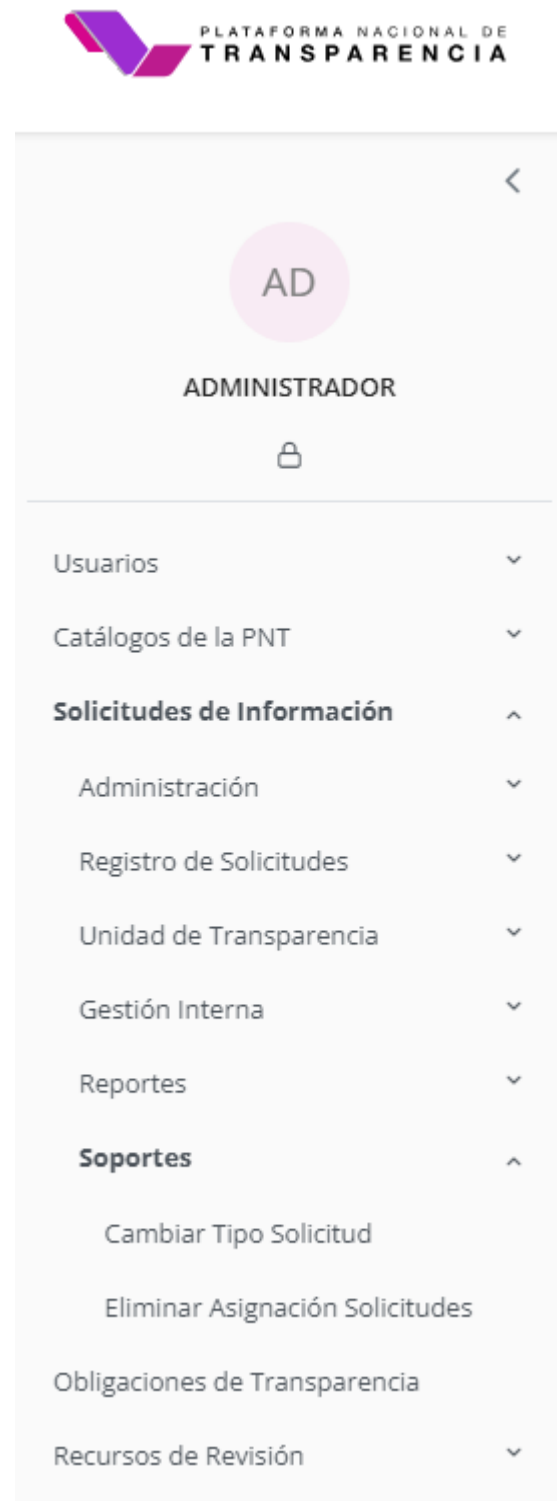 PLATAFORMA NACIONAL DE
TRANSPARENCIA
AD
ADMINISTRADOR
Usuarios
Catálogos de la PNT
Solicitudes de Información
Administración
Registro de Solicitudes
Unidad de Transparencia
Gestión Interna
Reportes
Soportes
Cambiar Tipo Solicitud
Eliminar Asignación Solicitudes
Obligaciones de Transparencia
Recursos de Revisión